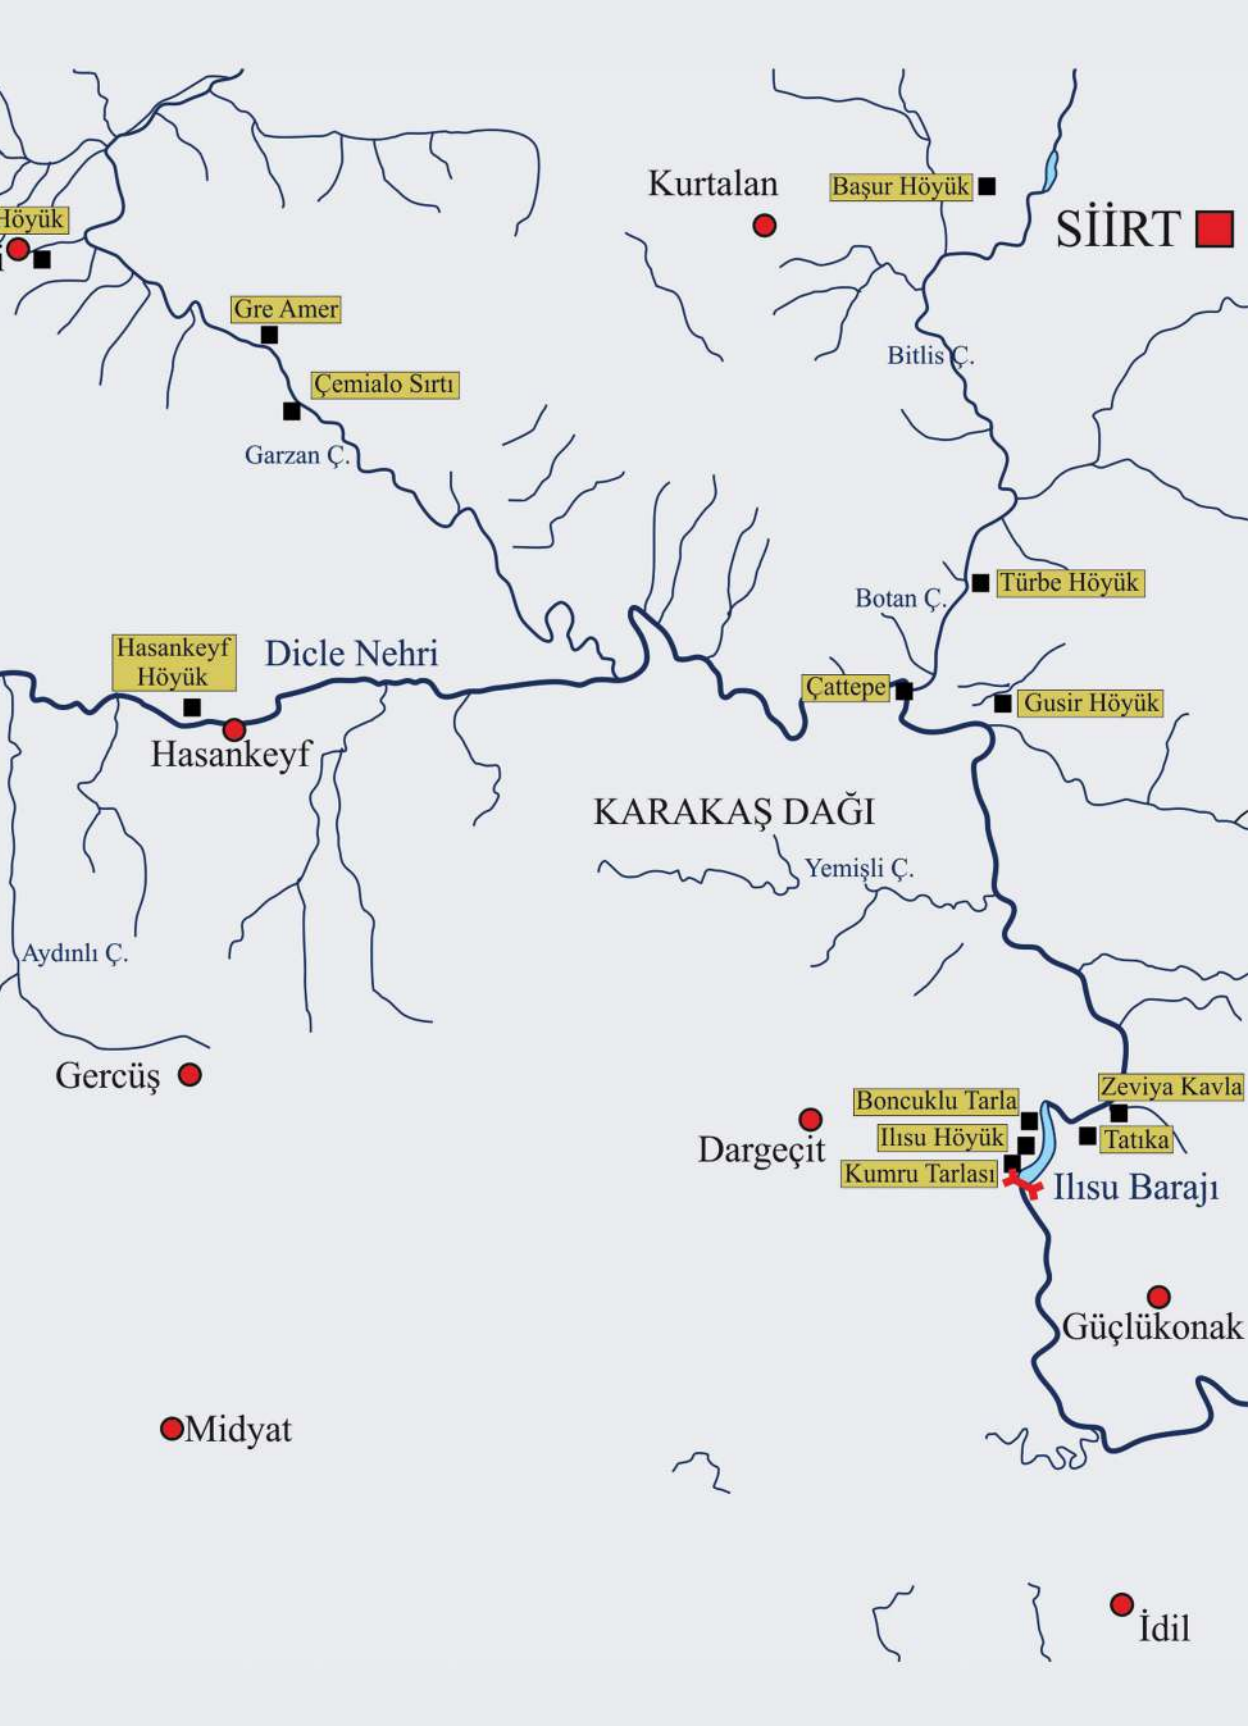 Kurtalan
Başur Höyük
SİİRT
Höyük
i
Gre Amer
Bitlis Ç.
Çemialo Sırtı
Garzan Ç.
Türbe Höyük
Botan Ç.
Hasankeyf
Höyük
Dicle Nehri
Çattepe
Gusir Höyük
Hasankeyf
KARAKAŞ DAĞI
Yemişli Ç.
Aydınlı Ç.
Gercüş
Zeviya Kavla
Boncuklu Tarla
Dargeçit
Ilısu Höyük
Tatıka
Kumru Tarlası
Ilısu Barajı
Güçlükonak
Midyat
İdil